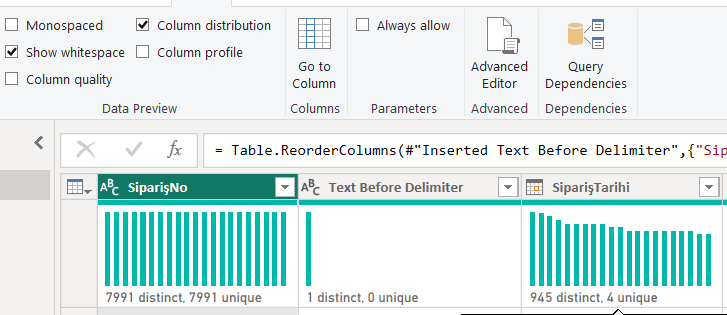 Monospaced
Column distribution
Always allow
Show whitespace
Column profile
Column quality
Go to
Column
Advanced
Editor
Query
Dependencies
Data Preview
Columns
Parameters
Advanced
Dependencies
fx
= Table.ReorderColumns(#"Inserted Text Before Delimiter",{"Sip
ABC SiparişNo
ABC Text Before Delimiter
SiparişTarihi
7991 distinct, 7991 unique
1 distinct, 0 unique
945 distinct, 4 unique